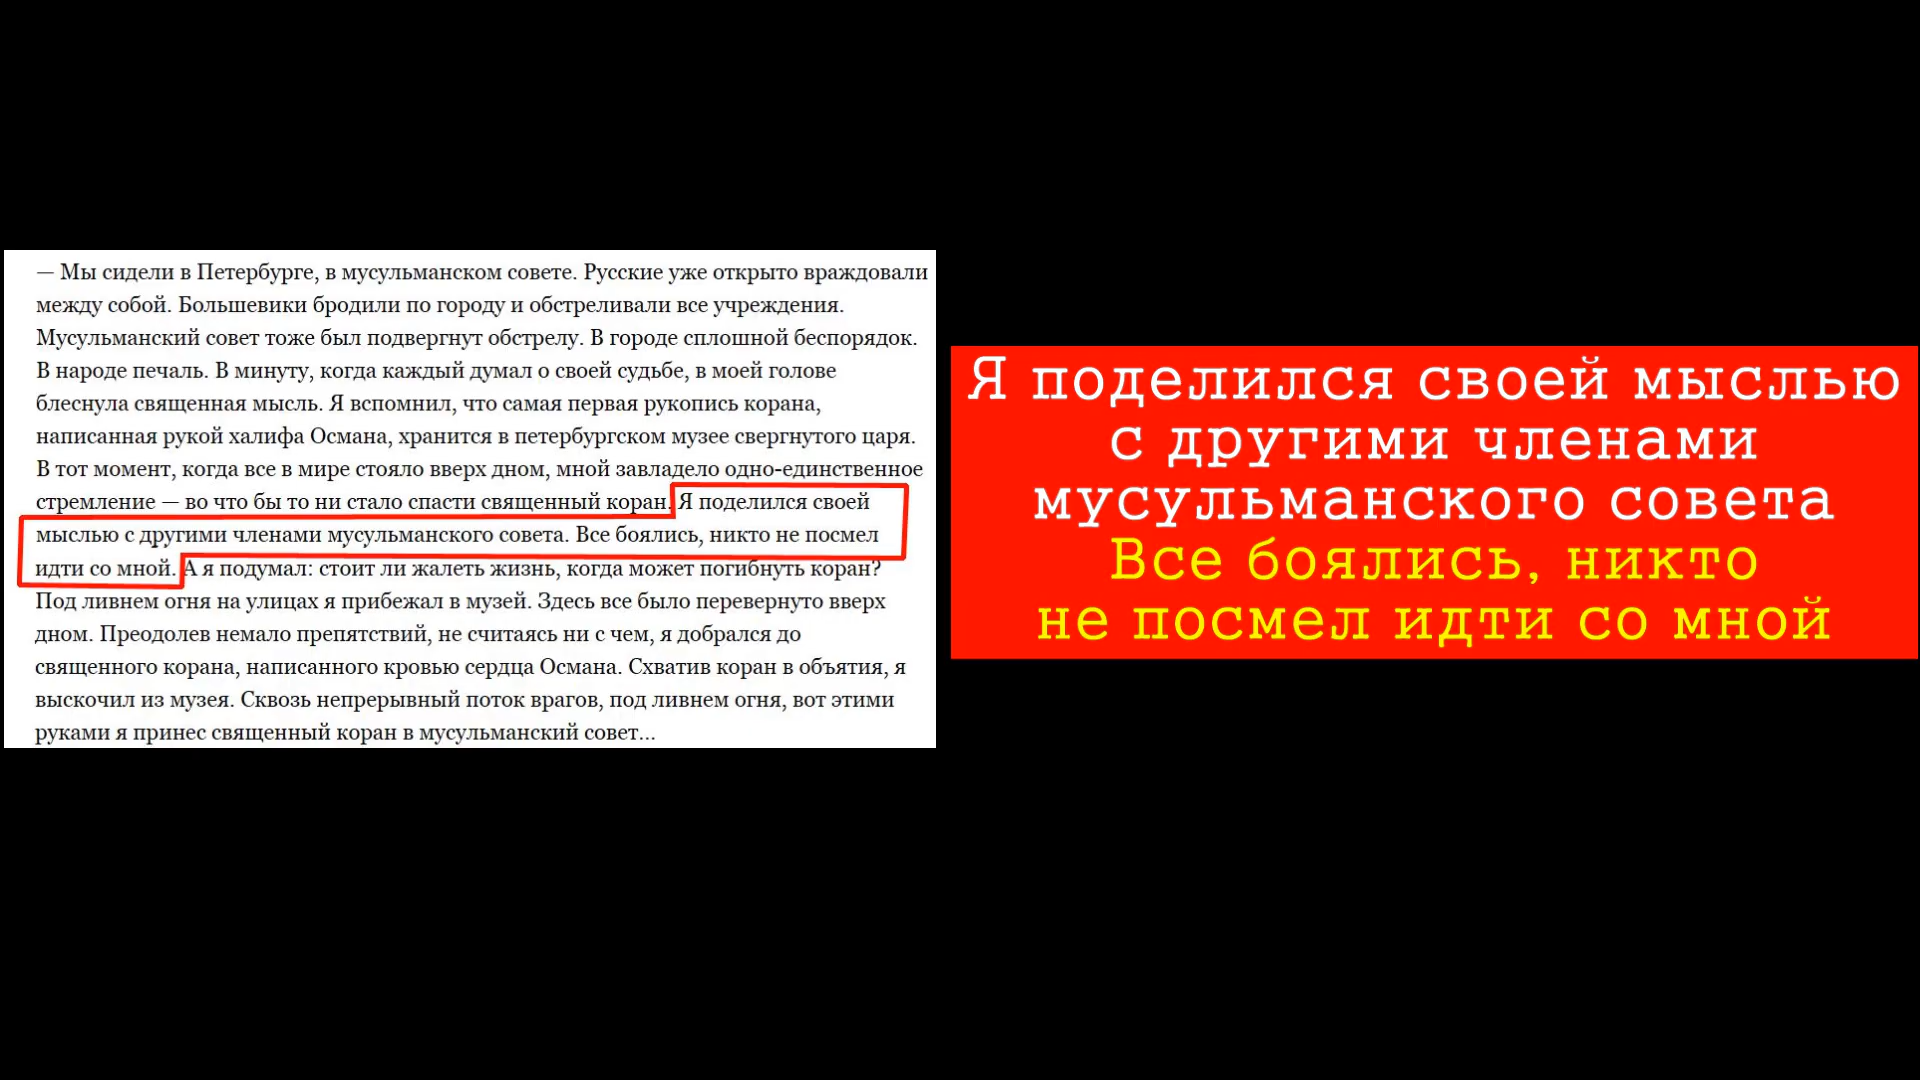 — Мы сидели в Петербурге, в мусульманском совете. Русские уже открыто враждовали
между собой. Большевики бродили по городу и обстреливали все учреждения.
Мусульманский совет тоже был подвергнут обстрелу. В городе сплошной беспорядок.
В народе печаль. В минуту, когда каждый думал о своей судьбе, в моей голове
блеснула священная мысль. Я вспомнил, что самая первая рукопись корана,
написанная рукой халифа Османа, хранится в петербургском музее свергнутого царя.
В тот момент, когда все в мире стояло вверх дном, мной завладело одно-единственное
стремление — во что бы то ни стало спасти священный коран. Я поделился своей
мыслью с другими членами мусульманского совета. Все боялись, никто не посмел
идти со мной. А я подумал: стоит ли жалеть жизнь, когда может погибнуть коран?
Под ливнем огня на улицах я прибежал в музей. Здесь все было перевернуто вверх
дном. Преодолев немало препятствий, не считаясь ни с чем, я добрался до
священного корана, написанного кровью сердца Османа. Схватив коран в объятия, я
выскочил из музея. Сквозь непрерывный поток врагов, под ливнем огня, вот этими
руками я принес священный коран в мусульманский совет...
Я поделился своей мыслью
с другими членами
мусульманского совета
Все боялись, никто
не посмел идти со мной